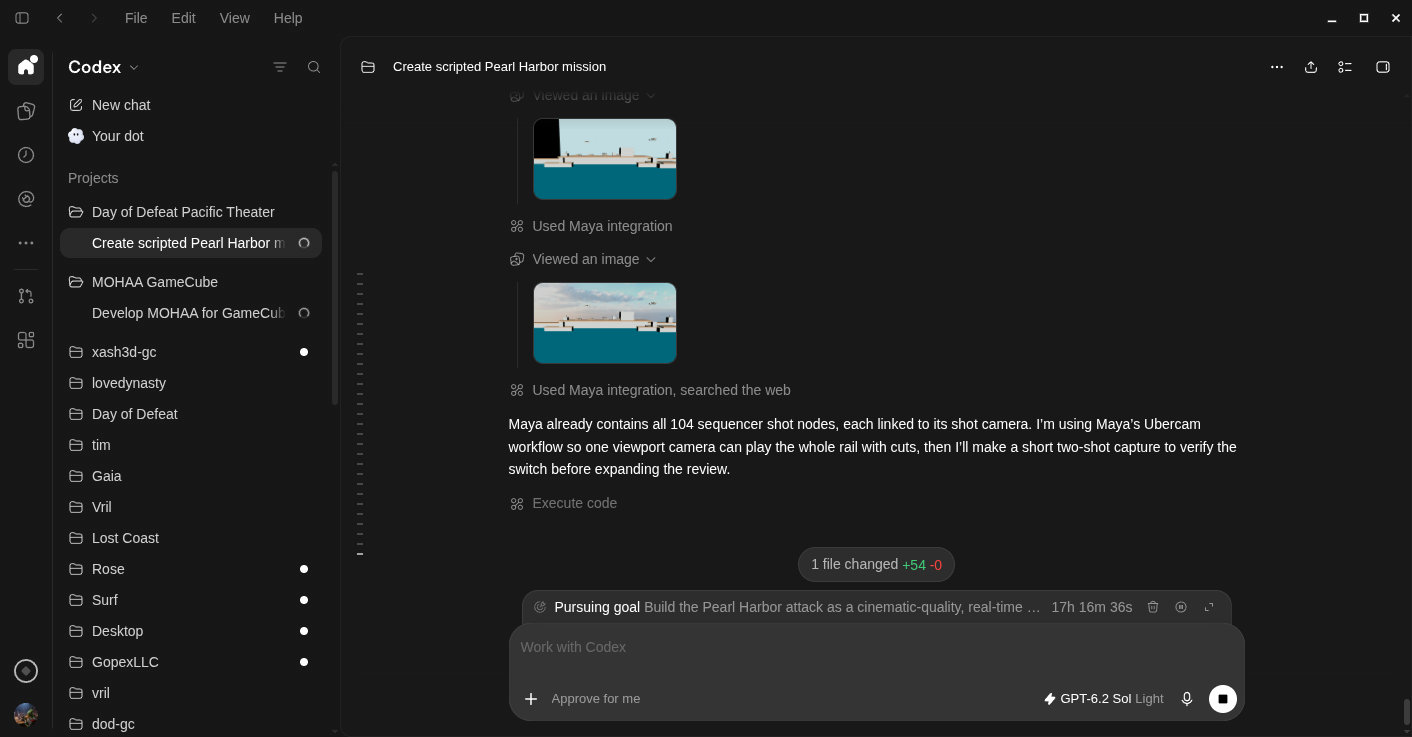 File Edit View Help
Codex
New chat
Your dot
Projects
Day of Defeat Pacific Theater
Create scripted Pearl Harbor m
MOHAA GameCube
Develop MOHAA for GameCub
xash3d-gc
lovedynasty
Day of Defeat
tim
Gaia
Vril
Lost Coast
Rose
Surf
Desktop
GopexLLC
vril
dod-gc
Create scripted Pearl Harbor mission
Viewed an image
Used Maya integration
Viewed an image
Used Maya integration, searched the web
Maya already contains all 104 sequencer shot nodes, each linked to its shot camera. I'm using Maya's Ubercam
workflow so one viewport camera can play the whole rail with cuts, then I'll make a short two-shot capture to verify the
switch before expanding the review.
Execute code
1 file changed +54 -0
Pursuing goal Build the Pearl Harbor attack as a cinematic-quality, real-time … 17h 16m 36s
Work with Codex
Approve for me
GPT-6.2 Sol Light